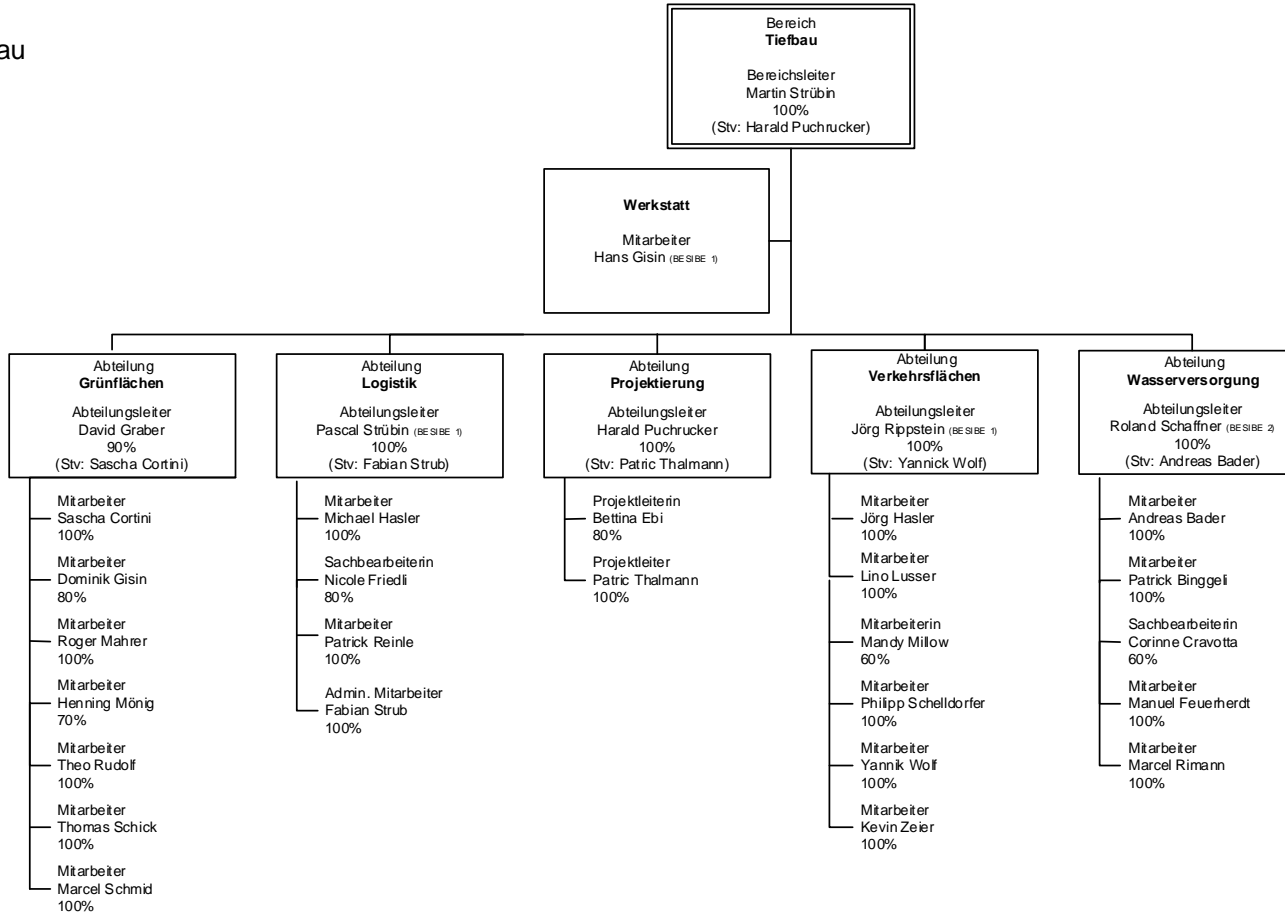 au
Bereich
Tiefbau
Bereichsleiter
Martin Strübin
100%
(Stv: Harald Puchrucker)
Werkstatt
Mitarbeiter
Hans Gisin (BESIBE 1)
Abteilung
Grünflächen
Abteilungsleiter
David Graber
90%
(Stv: Sascha Cortini)
Mitarbeiter
Sascha Cortini
100%
Mitarbeiter
Dominik Gisin
80%
Mitarbeiter
Roger Mahrer
100%
Mitarbeiter
Henning Mönig
70%
Mitarbeiter
Theo Rudolf
100%
Mitarbeiter
Thomas Schick
100%
Mitarbeiter
Marcel Schmid
100%
Abteilung
Logistik
Abteilungsleiter
Pascal Strübin (BESIBE 1)
100%
(Stv: Fabian Strub)
Mitarbeiter
Michael Hasler
100%
Sachbearbeiterin
Nicole Friedli
80%
Mitarbeiter
Patrick Reinle
100%
Admin. Mitarbeiter
Fabian Strub
100%
Abteilung
Projektierung
Abteilungsleiter
Harald Puchrucker
100%
(Stv: Patric Thalmann)
Projektleiterin
Bettina Ebi
80%
Projektleiter
Patric Thalmann
100%
Abteilung
Verkehrsflächen
Abteilungsleiter
Jörg Rippstein (BESIBE 1)
100%
(Stv: Yannick Wolf)
Mitarbeiter
Jörg Hasler
100%
Mitarbeiter
Lino Lusser
100%
Mitarbeiterin
Mandy Millow
60%
Mitarbeiter
Philipp Schelldorfer
100%
Mitarbeiter
Yannik Wolf
100%
Mitarbeiter
Kevin Zeier
100%
Abteilung
Wasserversorgung
Abteilungsleiter
Roland Schaffner (BESIBE 2)
100%
(Stv: Andreas Bader)
Mitarbeiter
Andreas Bader
100%
Mitarbeiter
Patrick Binggeli
100%
Sachbearbeiterin
Corinne Cravotta
60%
Mitarbeiter
Manuel Feuerherdt
100%
Mitarbeiter
Marcel Rimann
100%